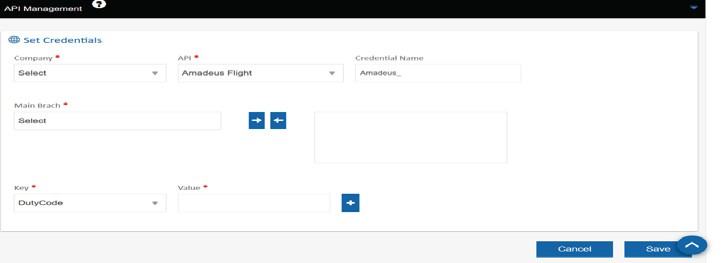 API Management ?
Set Credentials
Company * API * Credential Name
Select Amadeus Flight Amadeus_
Main Brach *
Select
Key * Value *
DutyCode
Cancel Save